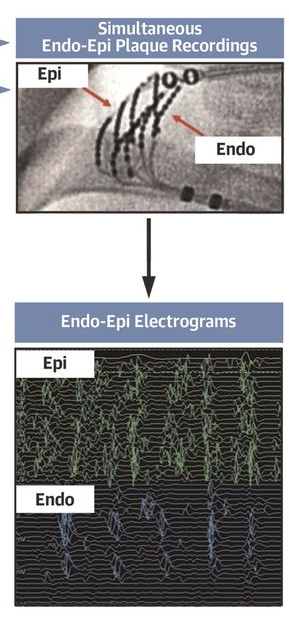 Simultaneous
Endo-Epi Plaque Recordings
Epi
Endo
Endo-Epi Electrograms
Epi
Endo